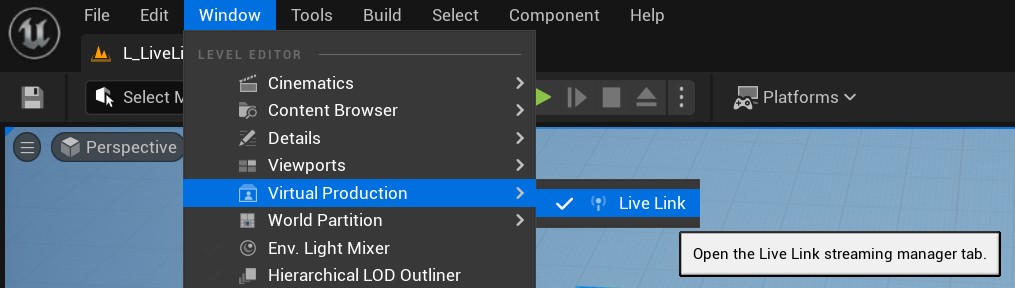 File Edit Window Tools Build Select Component Help
L_LiveLi
LEVEL EDITOR
Select M
Platforms
Perspective
Cinematics
Content Browser
Details
Viewports
Virtual Production
Live Link
World Partition
Open the Live Link streaming manager tab.
Env. Light Mixer
Hierarchical LOD Outliner